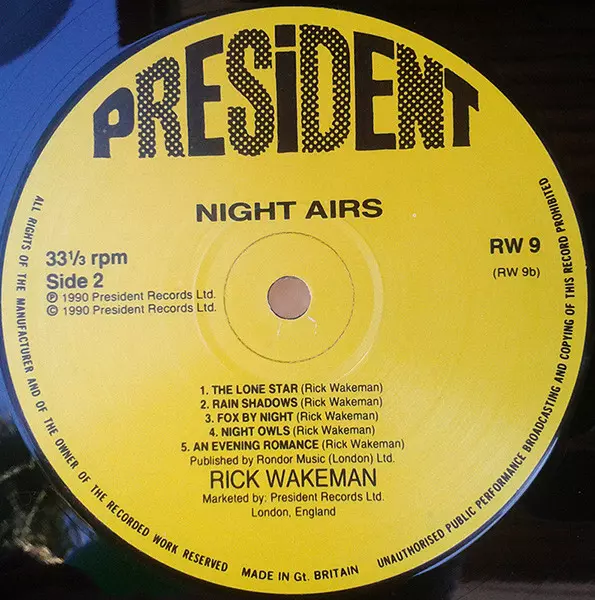 PRESiDENT
NIGHT AIRS
33 1/3 rpm
Side 2
℗ 1990 President Records Ltd.
© 1990 President Records Ltd.
RW 9
(RW 9b)
1. THE LONE STAR (Rick Wakeman)
2. RAIN SHADOWS (Rick Wakeman)
3. FOX BY NIGHT (Rick Wakeman)
4. NIGHT OWLS (Rick Wakeman)
5. AN EVENING ROMANCE (Rick Wakeman)
Published by Rondor Music (London) Ltd.
RICK WAKEMAN
Marketed by: President Records Ltd.
London, England
ALL RIGHTS OF THE MANUFACTURER AND OF THE OWNER OF THE RECORDED WORK RESERVED
MADE IN Gt. BRITAIN
UNAUTHORISED PUBLIC PERFORMANCE BROADCASTING AND COPYING OF THIS RECORD PROHIBITED